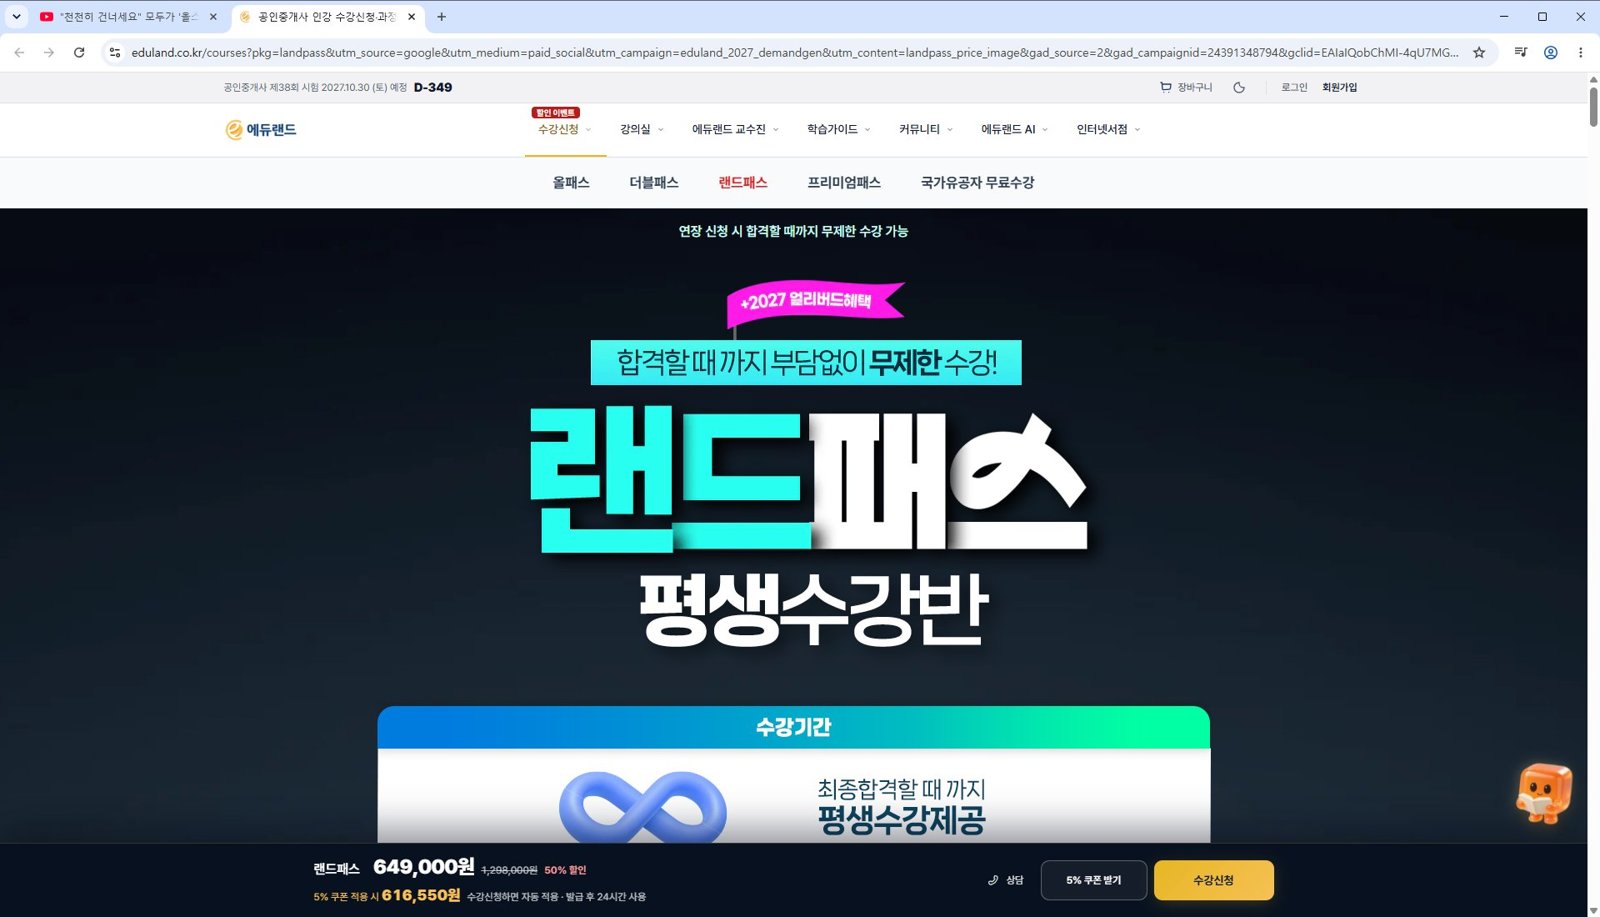 "천천히 건너세요" 모두가 '울
공인중개사 인강 수강신청·과정
eduland.co.kr/courses?pkg=landpass&utm_source=google&utm_medium=paid_social&utm_campaign=eduland_2027_demandgen&utm_content=landpass_price_image&gad_source=2&gad_campaignid=24391348794&gclid=EAIaIQobChMI-4qU7MG...
공인중개사 제38회 시험 2027.10.30 (토) 예정 D-349
장바구니 로그인 회원가입
할인 이벤트
에듀랜드
수강신청 강의실 에듀랜드 교수진 학습가이드 커뮤니티 에듀랜드 AI 인터넷서점
올패스 더블패스 랜드패스 프리미엄패스 국가유공자 무료수강
연장 신청 시 합격할 때까지 무제한 수강 가능
+2027 얼리버드혜택
합격할 때 까지 부담없이 무제한 수강!
랜드패스
평생수강반
수강기간
최종합격할 때 까지
평생수강제공
랜드패스 649,000원 1,298,000원 50% 할인
5% 쿠폰 적용 시 616,550원 수강신청하면 자동 적용 · 발급 후 24시간 사용
상담 5% 쿠폰 받기 수강신청